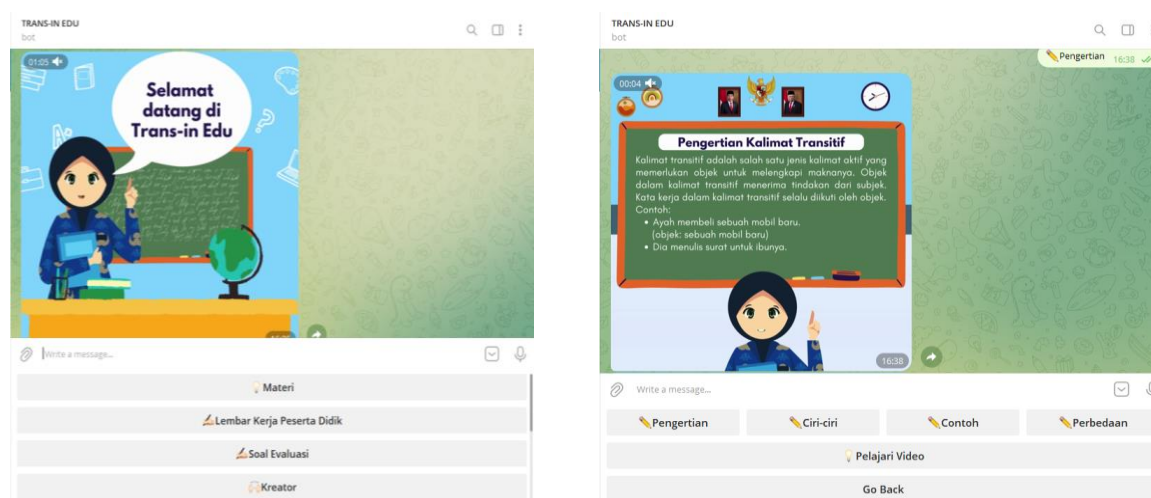 TRANS-IN EDU
bot
01:05
Selamat
datang di
Trans-in Edu
Write a message...
Materi
Lembar Kerja Peserta Didik
Soal Evaluasi
Kreator
TRANS-IN EDU
bot
Pengertian 16:38
00:04
Pengertian Kalimat Transitif
Kalimat transitif adalah salah satu jenis kalimat aktif yang
memerlukan objek untuk melengkapi maknanya. Objek
dalam kalimat transitif menerima tindakan dari subjek.
Kata kerja dalam kalimat transitif selalu diikuti oleh objek.
Contoh:
• Ayah membeli sebuah mobil baru.
(objek: sebuah mobil baru)
• Dia menulis surat untuk ibunya.
16:38
Write a message...
Pengertian Ciri-ciri Contoh Perbedaan
Pelajari Video
Go Back